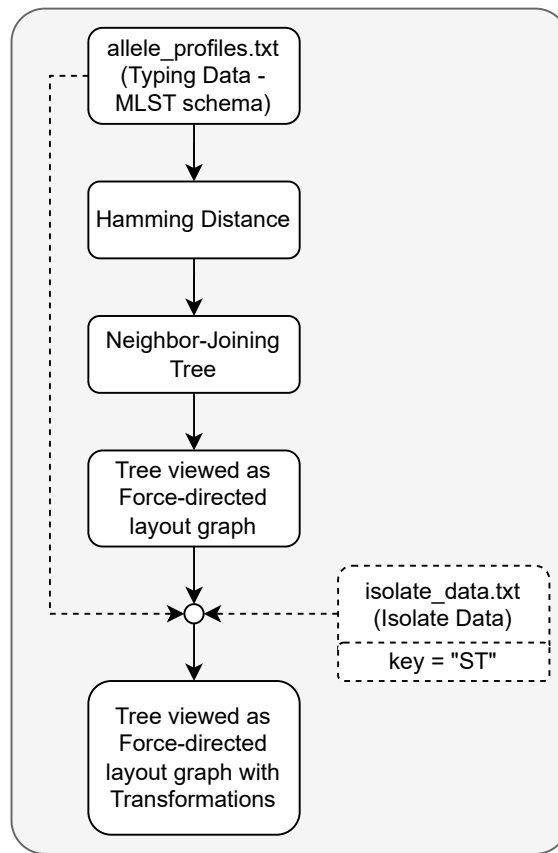 allele_profiles.txt
(Typing Data -
MLST schema)
Hamming Distance
Neighbor-Joining
Tree
Tree viewed as
Force-directed
layout graph
isolate_data.txt
(Isolate Data)
key = "ST"
Tree viewed as
Force-directed
layout graph with
Transformations